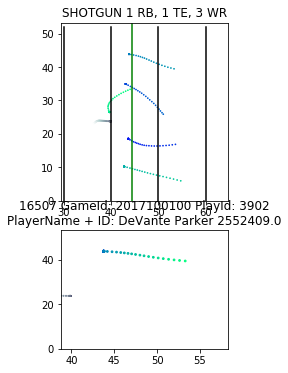 SHOTGUN 1 RB, 1 TE, 3 WR
50
40
30
20
10
0
30 40 50 60
16507 GameId: 2017100100 PlayId: 3902
PlayerName + ID: DeVante Parker 2552409.0
40
20
0
40 45 50 55